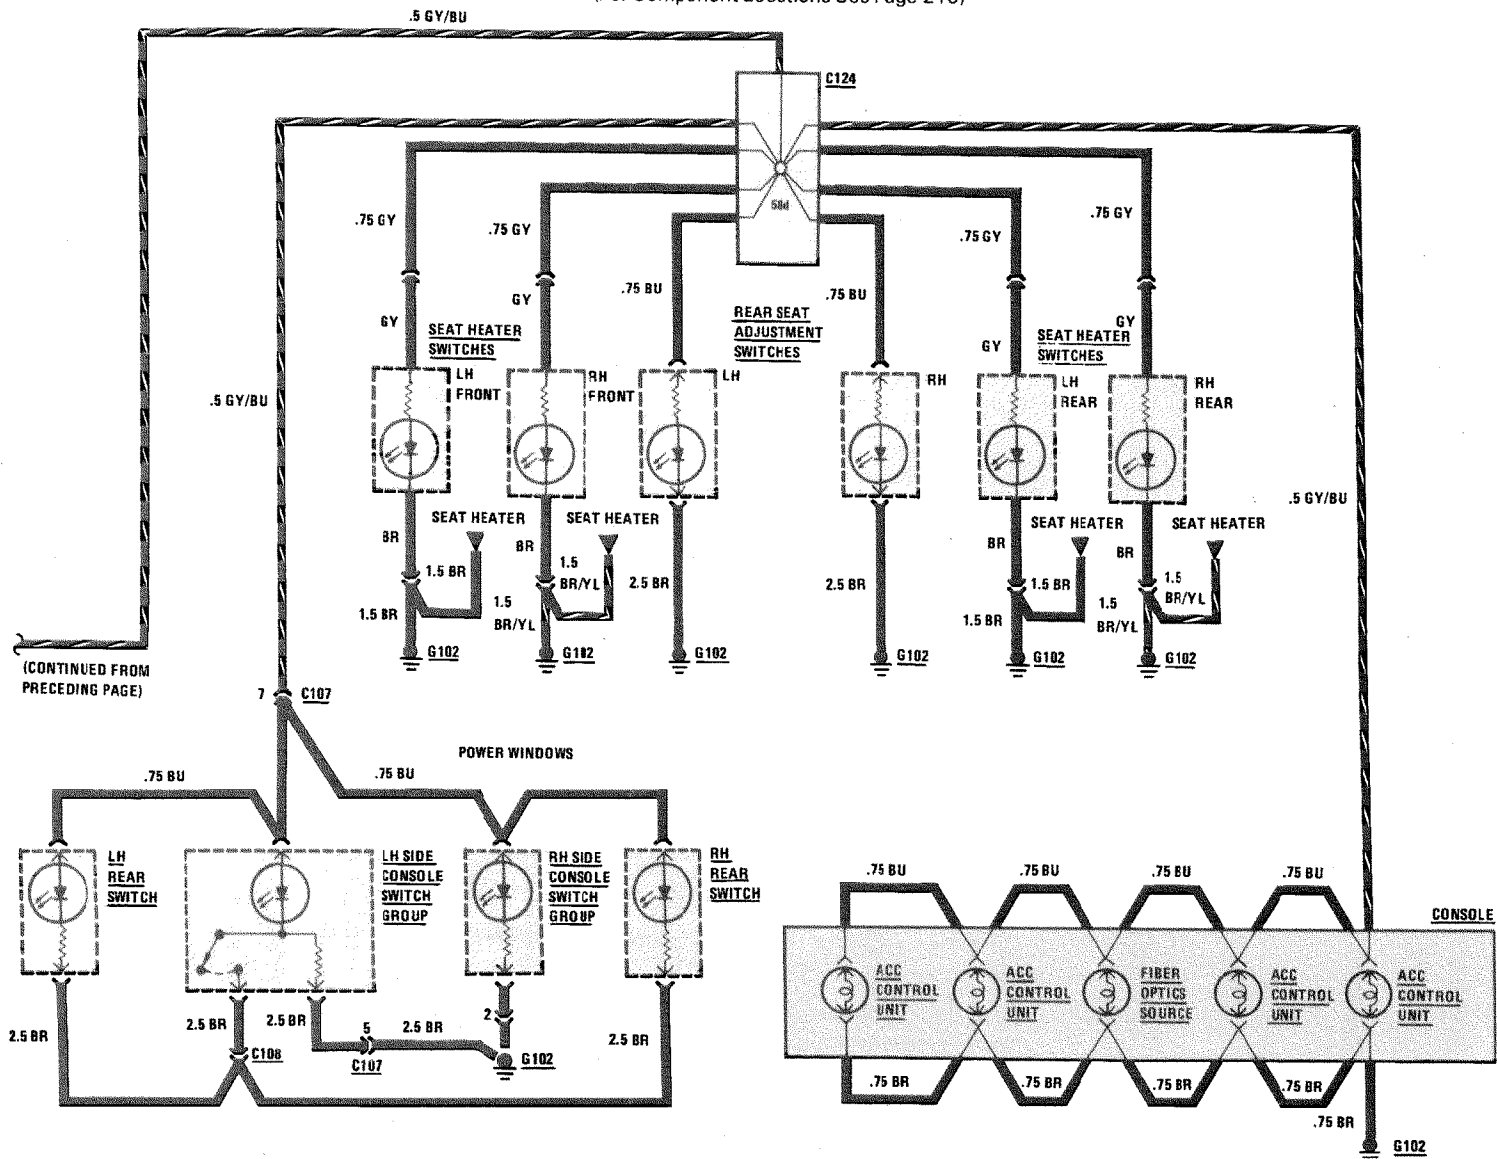 .5 GY/BU
C124
58d
.75 GY
.75 GY
.75 GY
.75 GY
.75 BU
.75 BU
REAR SEAT
ADJUSTMENT
SWITCHES
GY
GY
GY
GY
SEAT HEATER
SWITCHES
SEAT HEATER
SWITCHES
LH
FRONT
RH
FRONT
LH
RH
LH
REAR
RH
REAR
.5 GY/BU
.5 GY/BU
SEAT HEATER
SEAT HEATER
SEAT HEATER
SEAT HEATER
BR
BR
BR
BR
1.5 BR
1.5
BR/YL
2.5 BR
2.5 BR
1.5 BR
1.5
BR/YL
1.5 BR
1.5
BR/YL
1.5 BR
1.5
BR/YL
G102
G102
G102
G102
G102
G102
(CONTINUED FROM
PRECEDING PAGE)
7
C107
POWER WINDOWS
.75 BU
.75 BU
LH
REAR
SWITCH
LH SIDE
CONSOLE
SWITCH
GROUP
RH SIDE
CONSOLE
SWITCH
GROUP
RH
REAR
SWITCH
.75 BU
.75 BU
.75 BU
.75 BU
CONSOLE
ACC
CONTROL
UNIT
ACC
CONTROL
UNIT
FIBER
OPTICS
SOURCE
ACC
CONTROL
UNIT
ACC
CONTROL
UNIT
2.5 BR
2.5 BR
2.5 BR
5
2.5 BR
2
2.5 BR
C108
C107
G102
.75 BR
.75 BR
.75 BR
.75 BR
.75 BR
G102